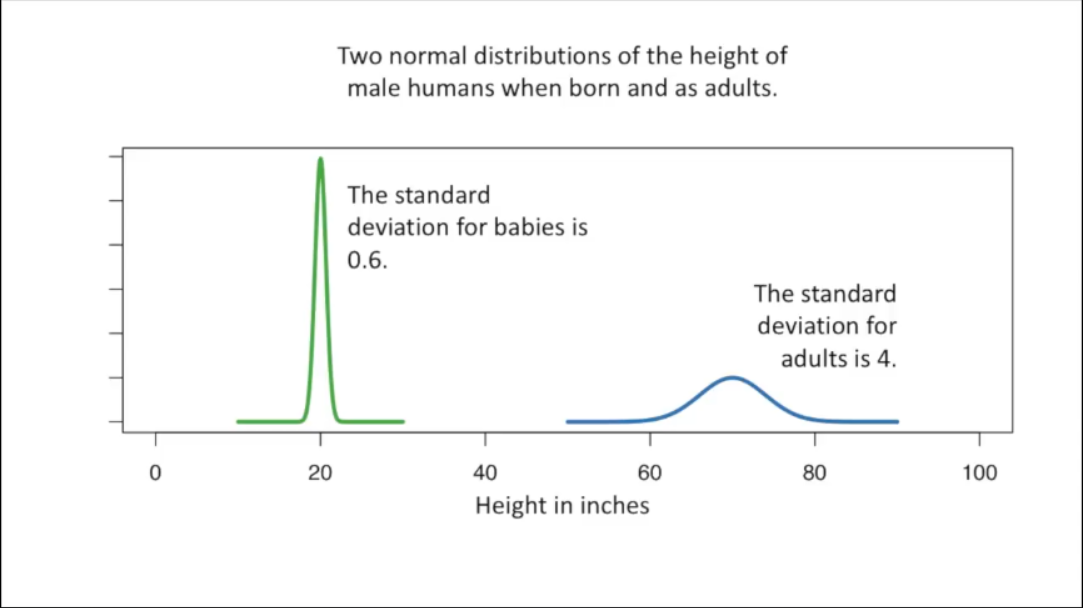 Two normal distributions of the height of
male humans when born and as adults.
The standard
deviation for babies is
0.6.
The standard
deviation for
adults is 4.
0 20 40 60 80 100
Height in inches